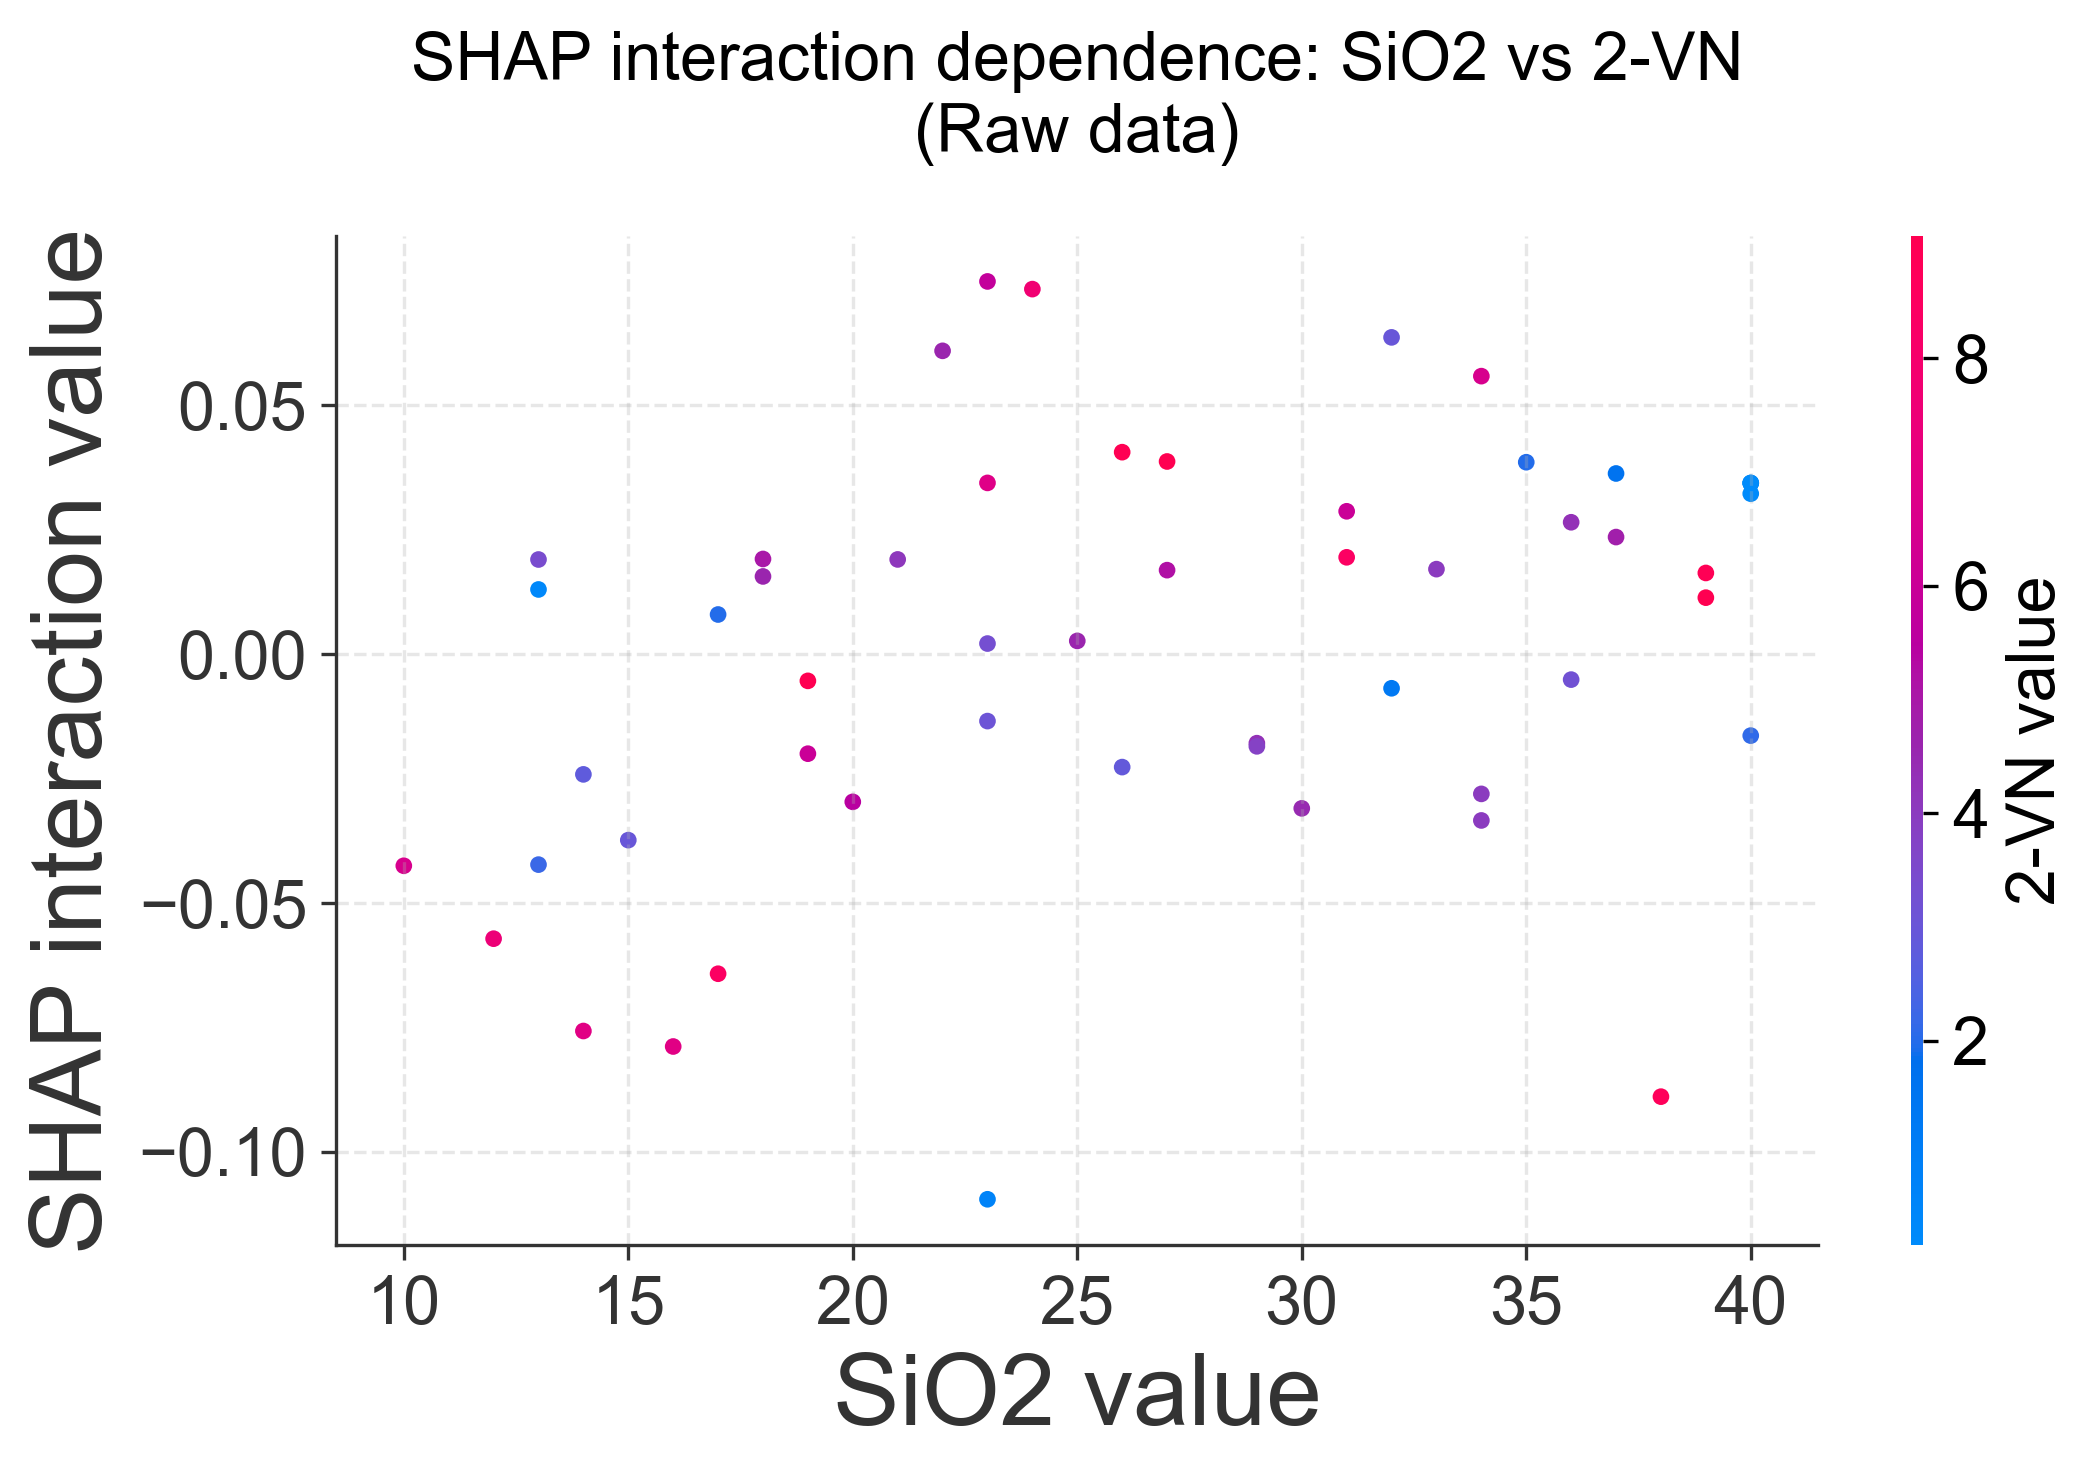 SHAP interaction dependence: SiO2 vs 2-VN
(Raw data)
SHAP interaction value
0.05
0.00
−0.05
−0.10
10 15 20 25 30 35 40
SiO2 value
8
6
4
2
2-VN value